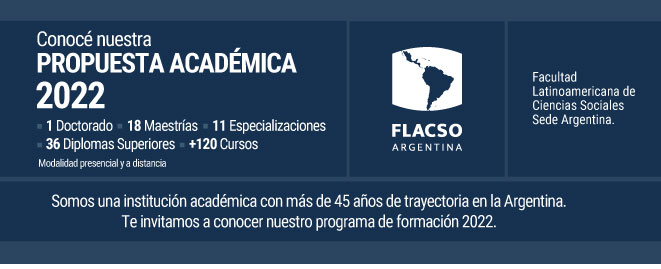 Conocé nuestra
PROPUESTA ACADÉMICA
2022
1 Doctorado 18 Maestrías 11 Especializaciones
36 Diplomas Superiores +120 Cursos
Modalidad presencial y a distancia
FLACSO
ARGENTINA
Facultad
Latinoamericana de
Ciencias Sociales
Sede Argentina.
Somos una institución académica con más de 45 años de trayectoria en la Argentina.
Te invitamos a conocer nuestro programa de formación 2022.